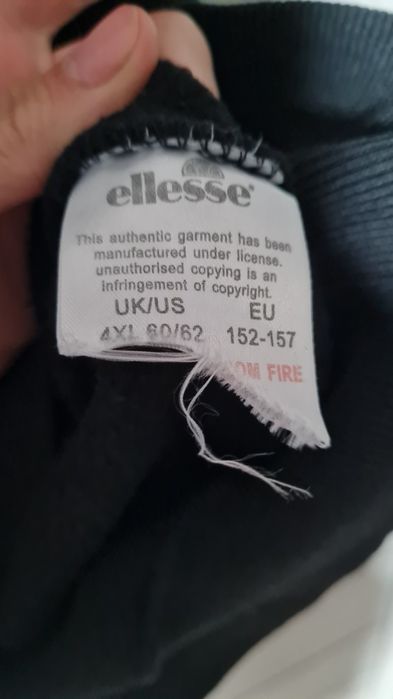 ellesse
This authentic garment has been
manufactured under license.
unauthorised copying is an
infringement of copyright.
UK/US EU
4XL 60/62 152-157
OM FIRE